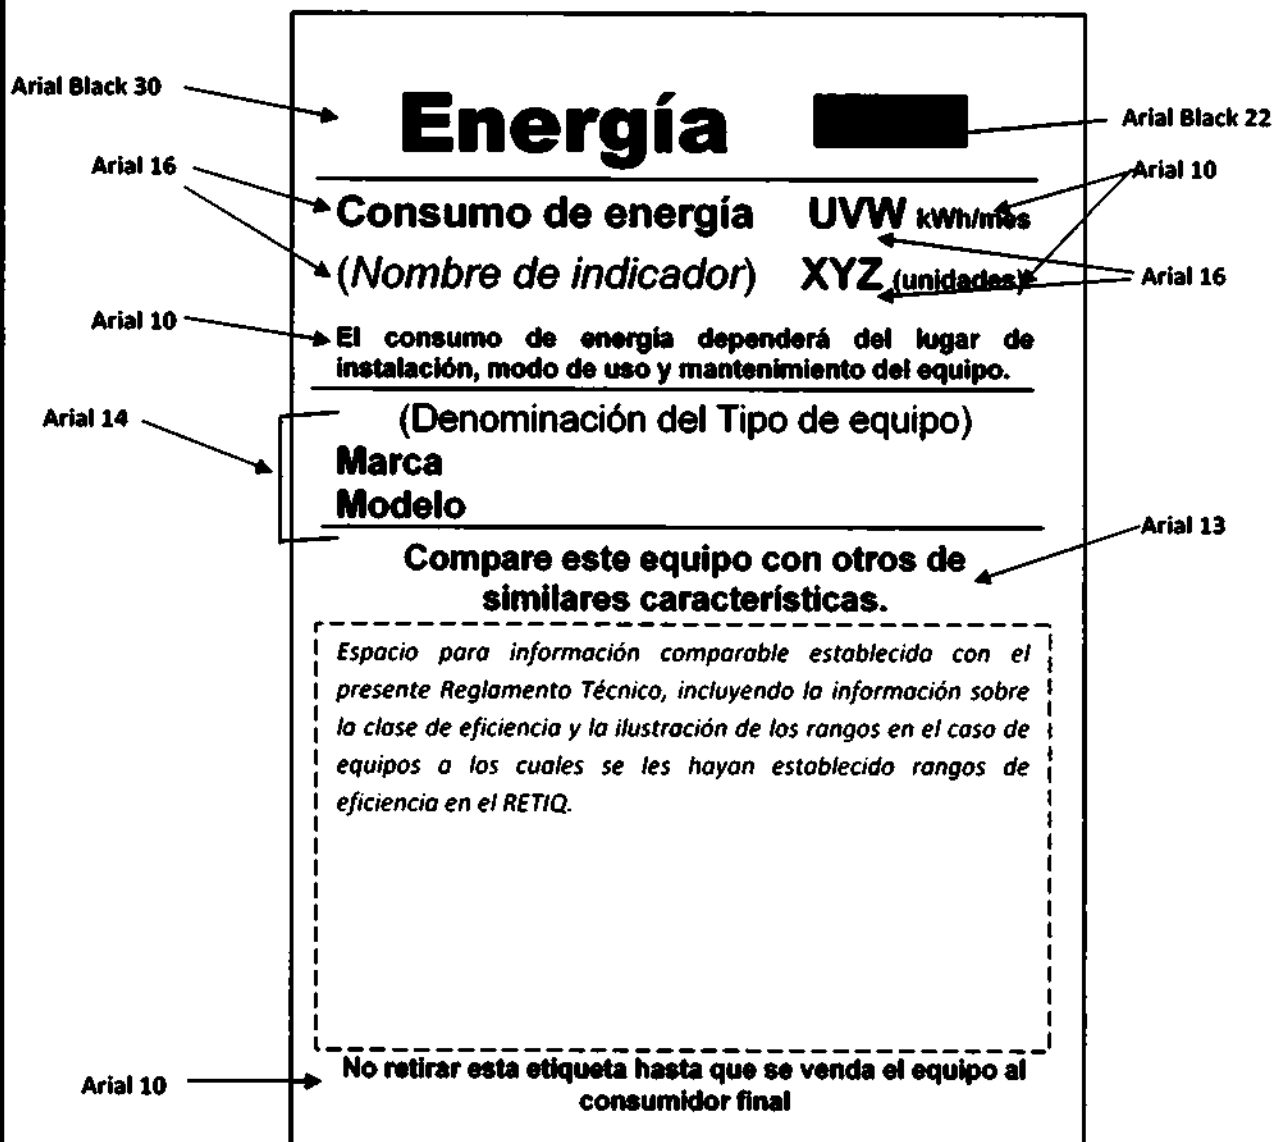 Arial Black 30
Energía
Arial Black 22
Arial 16
Arial 10
Consumo de energía UVW kWh/mes
(Nombre de indicador) XYZ (unidades)
Arial 16
Arial 10
El consumo de energía dependerá del lugar de
instalación, modo de uso y mantenimiento del equipo.
Arial 14
(Denominación del Tipo de equipo)
Marca
Modelo
Arial 13
Compare este equipo con otros de
similares características.
Espacio para información comparable establecida con el
presente Reglamento Técnico, incluyendo la información sobre
la clase de eficiencia y la ilustración de los rangos en el caso de
equipos a los cuales se les hayan establecido rangos de
eficiencia en el RETIQ.
Arial 10
No retirar esta etiqueta hasta que se venda el equipo al
consumidor final